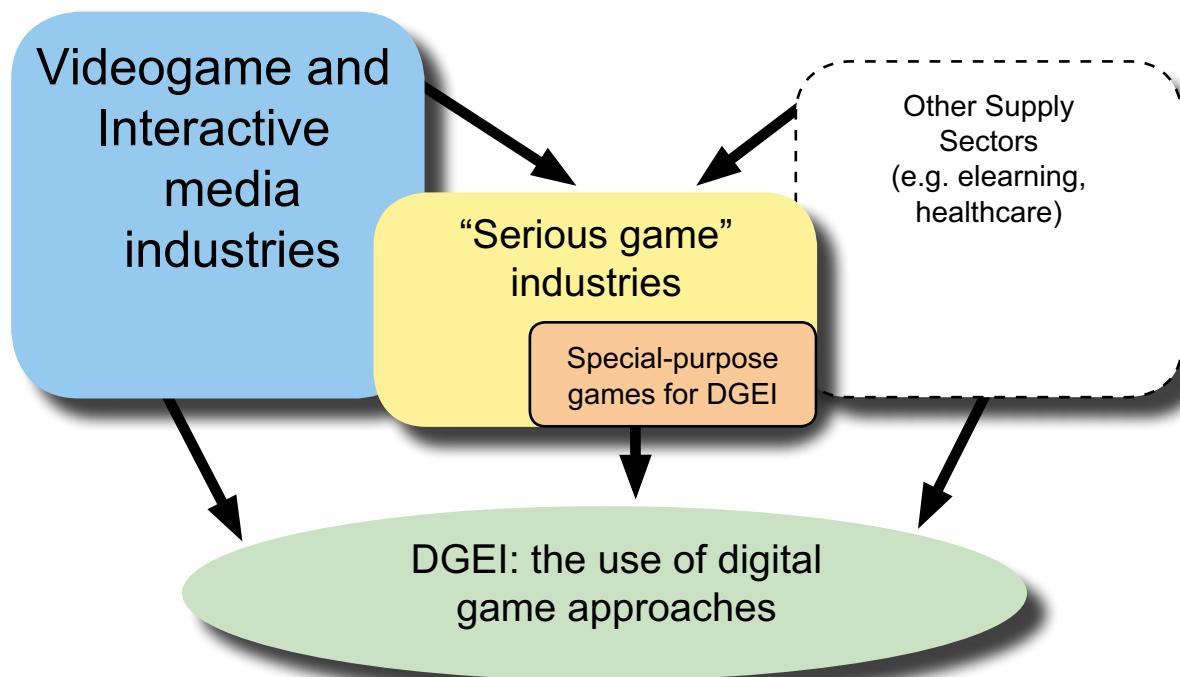 Videogame and
Interactive
media
industries
Other Supply
Sectors
(e.g. elearning,
healthcare)
“Serious game”
industries
Special-purpose
games for DGEI
DGEI: the use of digital
game approaches